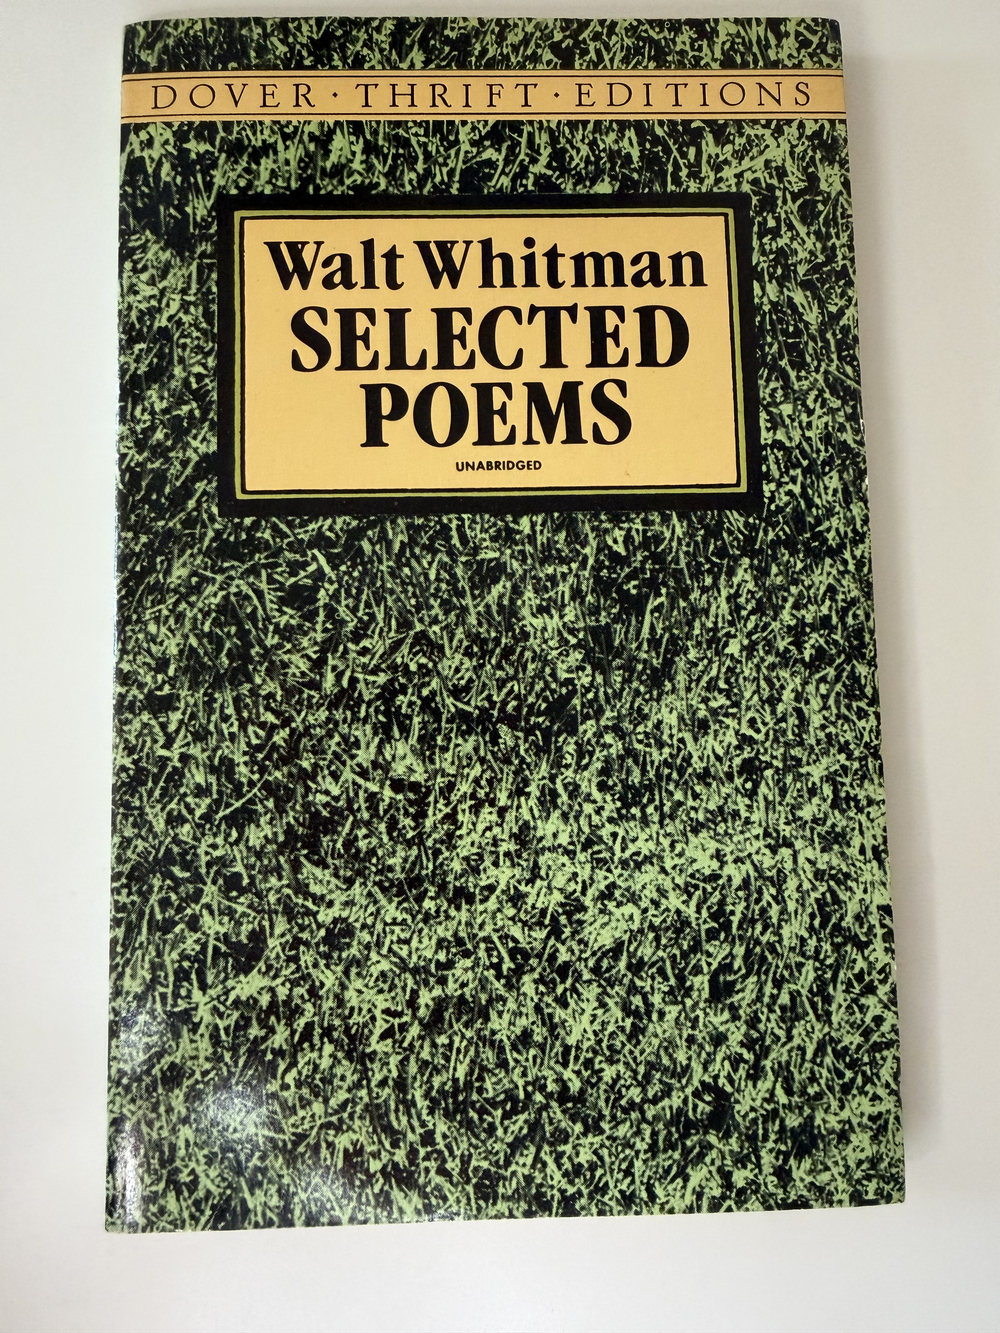 DOVER · THRIFT · EDITIONS
Walt Whitman
SELECTED
POEMS
UNABRIDGED